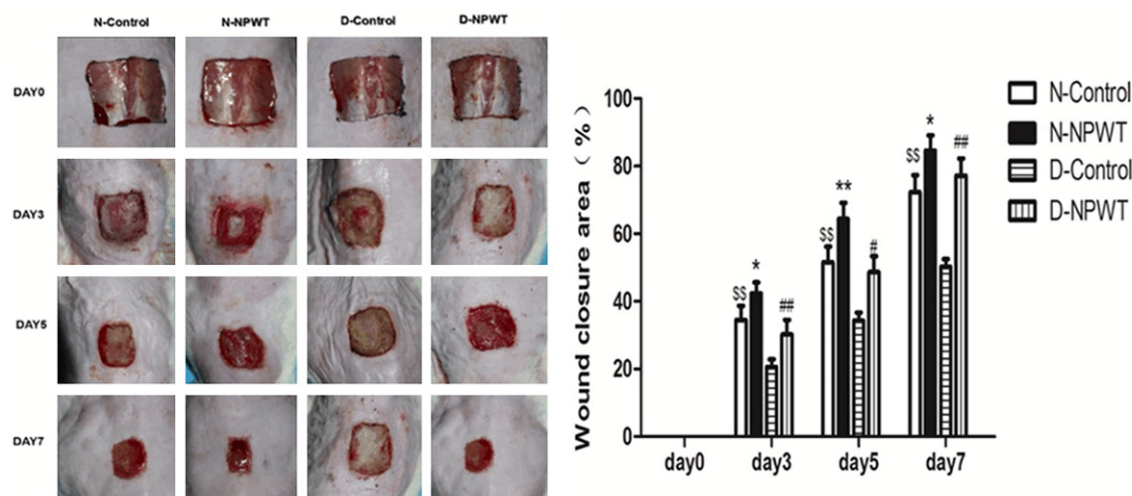 N-Control N-NPWT D-Control D-NPWT
DAY0
DAY3
DAY5
DAY7
Wound closure area ( % )
100
80
60
40
20
0
$$ * ##
$$ ** #
$$ * ##
day0 day3 day5 day7
N-Control
N-NPWT
D-Control
D-NPWT